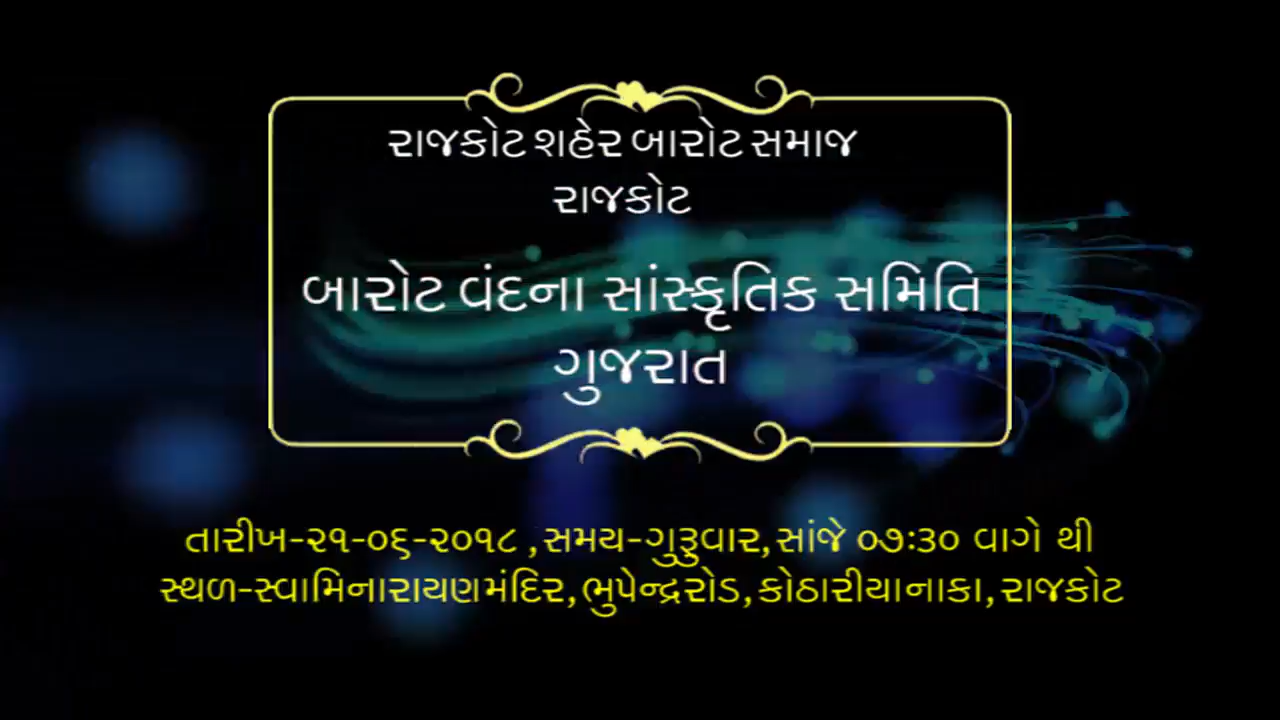 રાજકોટ શહેર બારોટ સમાજ
રાજકોટ
બારોટ વંદના સાંસ્કૃતિક સમિતિ
ગુજરાત
તારીખ-૨૧-૦૬-૨૦૧૮ ,સમય-ગુરૂવાર,સાંજે ૦૭:૩૦ વાગે થી
સ્થળ-સ્વામિનારાયણમંદિર,ભુપેન્દ્રરોડ,કોઠારીયાનાકા,રાજકોટ